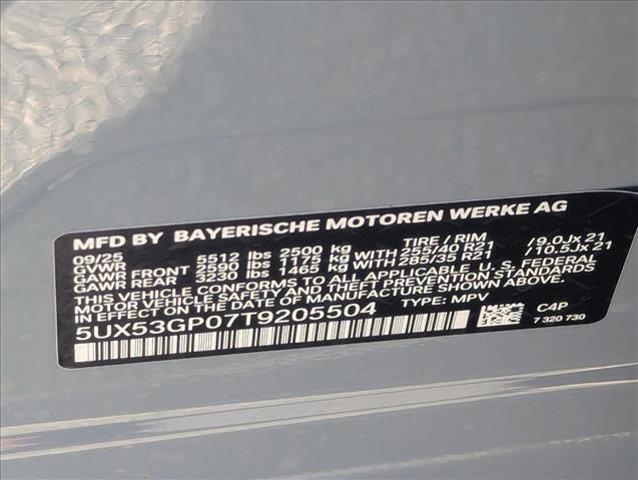 MFD BY BAYERISCHE MOTOREN WERKE AG
09/25 TIRE / RIM
GVWR 5512 lbs 2500 kg
GAWR FRONT 2590 lbs 1175 kg WITH 255/40 R21 /9.0Jx21
GAWR REAR 3230 lbs 1465 kg WITH 285/35 R21 /10.5Jx21
THIS VEHICLE CONFORMS TO ALL APPLICABLE U. S. FEDERAL
MOTOR VEHICLE SAFETY AND THEFT PREVENTION STANDARDS
IN EFFECT ON THE DATE OF MANUFACTURE SHOWN ABOVE.
5UX53GP07T9205504 TYPE: MPV
C4P
7 320 730